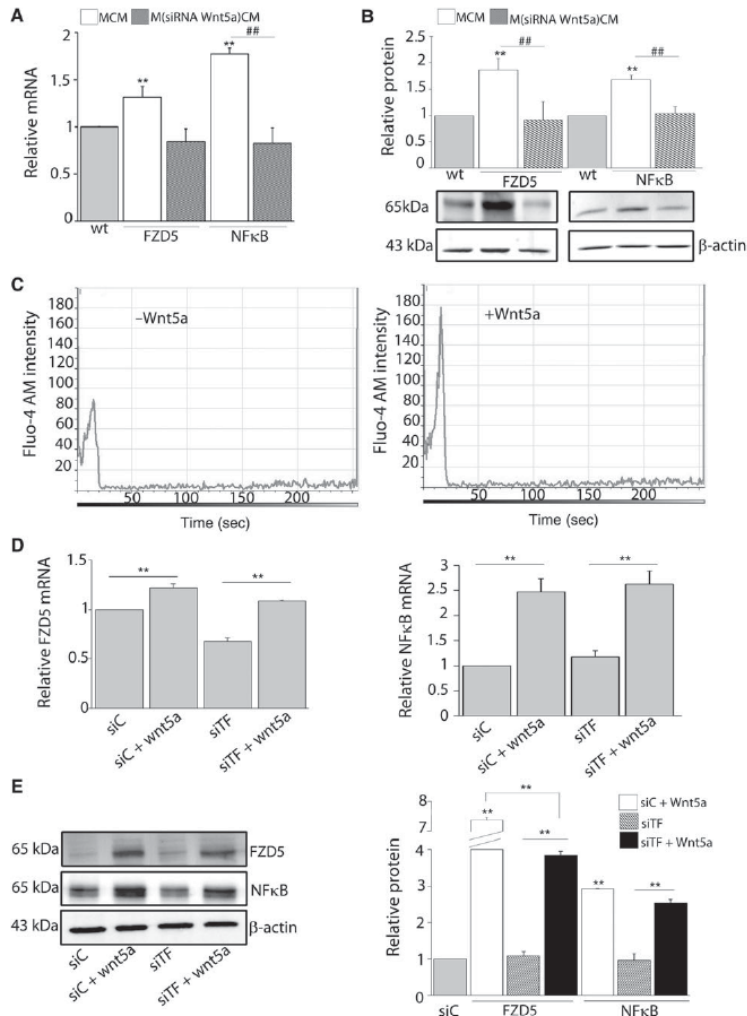 A
MCM M(siRNA Wnt5a)CM
Relative mRNA
2
1.5
1
0.5
0
** ** ##
wt
FZD5 NFκB
B
MCM M(siRNA Wnt5a)CM
Relative protein
2.5
2
1.5
1
0.5
0
** ## ** ##
wt FZD5 wt NFκB
65kDa
43 kDa β-actin
C
Fluo-4 AM intensity
180
160
140
120
100
80
60
40
20
–Wnt5a
50 100 150 200
Time (sec)
Fluo-4 AM intensity
180
160
140
120
100
80
60
40
20
+Wnt5a
50 100 150 200
Time (sec)
D
Relative FZD5 mRNA
1.5
1
0.5
0
** **
siC siC + wnt5a siTF siTF + wnt5a
Relative NFκB mRNA
3
2.5
2
1.5
1
0.5
0
** **
siC siC + wnt5a siTF siTF + wnt5a
E
65 kDa FZD5
65 kDa NFκB
43 kDa β-actin
siC siC + wnt5a siTF siTF + wnt5a
Relative protein
8
7
4
3
2
1
0
** ** ** ** **
siC + Wnt5a
siTF
siTF + Wnt5a
siC FZD5 NFκB